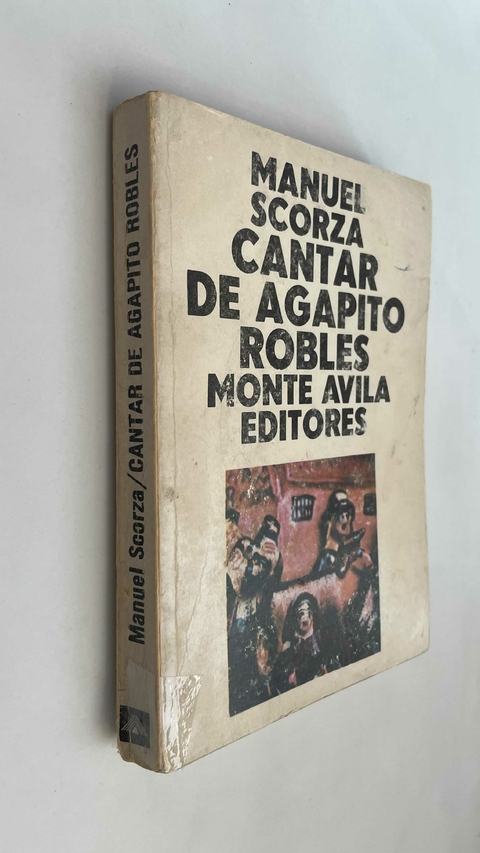 MANUEL
SCORZA
CANTAR
DE AGAPITO
ROBLES
MONTE AVILA
EDITORES
Manuel Scorza/CANTAR DE AGAPITO ROBLES